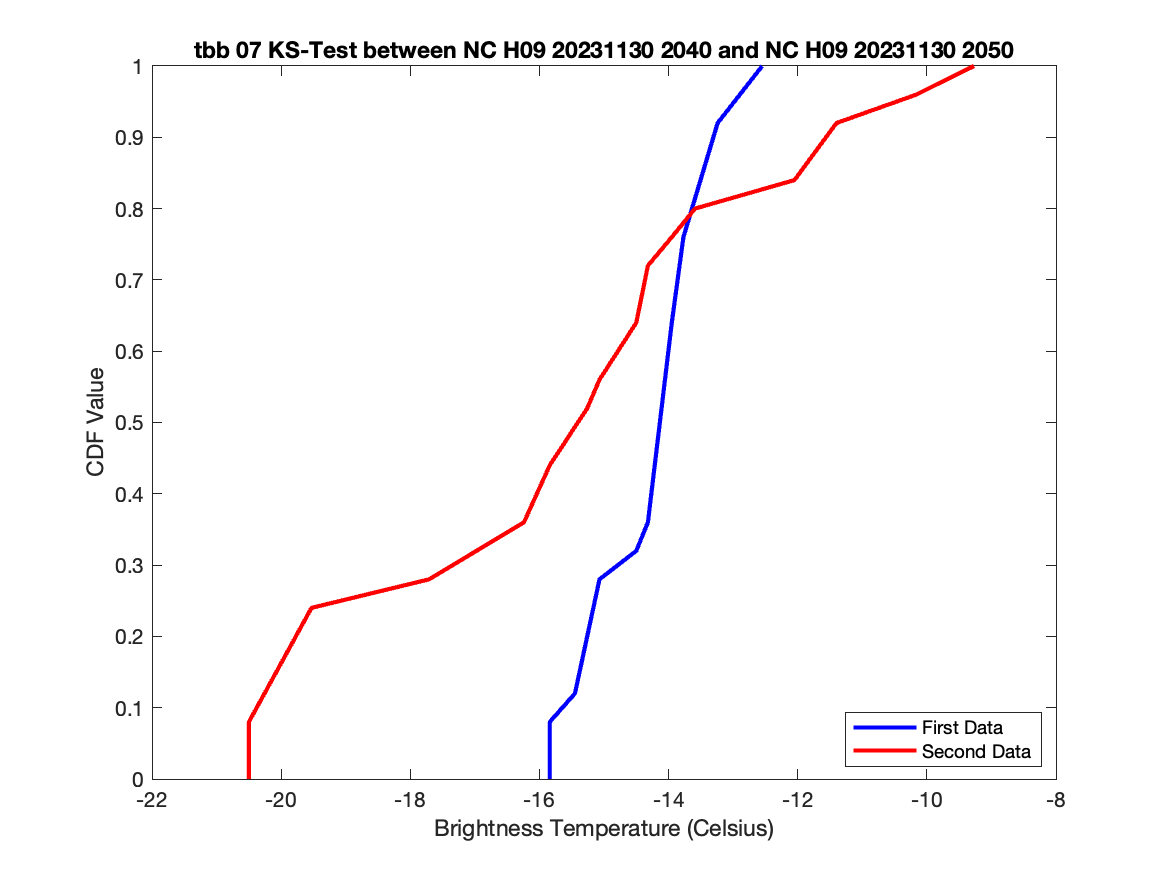 tbb 07 KS-Test between NC H09 20231130 2040 and NC H09 20231130 2050
1
0.9
0.8
0.7
0.6
0.5
0.4
0.3
0.2
0.1
0
CDF Value
First Data
Second Data
-22 -20 -18 -16 -14 -12 -10 -8
Brightness Temperature (Celsius)